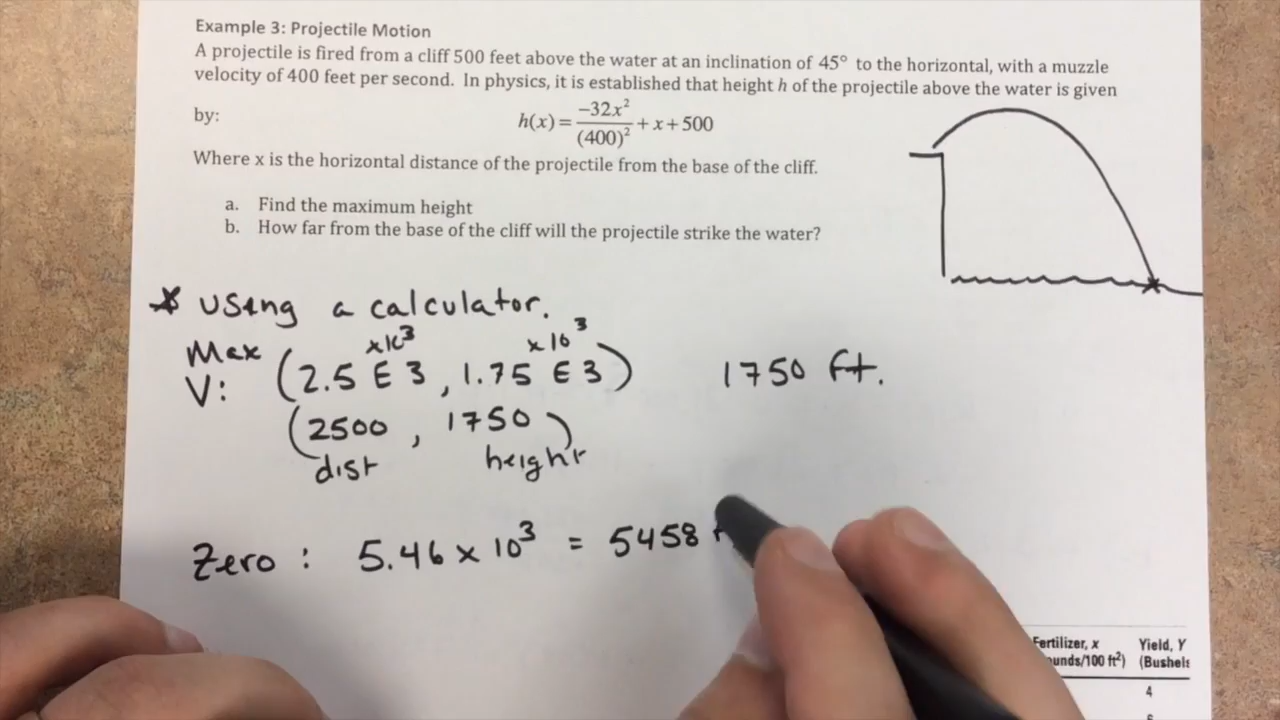 Example 3: Projectile Motion
A projectile is fired from a cliff 500 feet above the water at an inclination of 45° to the horizontal, with a muzzle
velocity of 400 feet per second. In physics, it is established that height h of the projectile above the water is given
by:
h(x) = −32x² / (400)² + x + 500
Where x is the horizontal distance of the projectile from the base of the cliff.
a. Find the maximum height
b. How far from the base of the cliff will the projectile strike the water?
* using a calculator.
x10³ x10³
Max
V: (2.5 E 3, 1.75 E 3) 1750 ft.
(2500, 1750)
dist height
Zero: 5.46 x 10³ = 5458
Fertilizer, x Yield, Y
/100 ft²) (Bushels
4